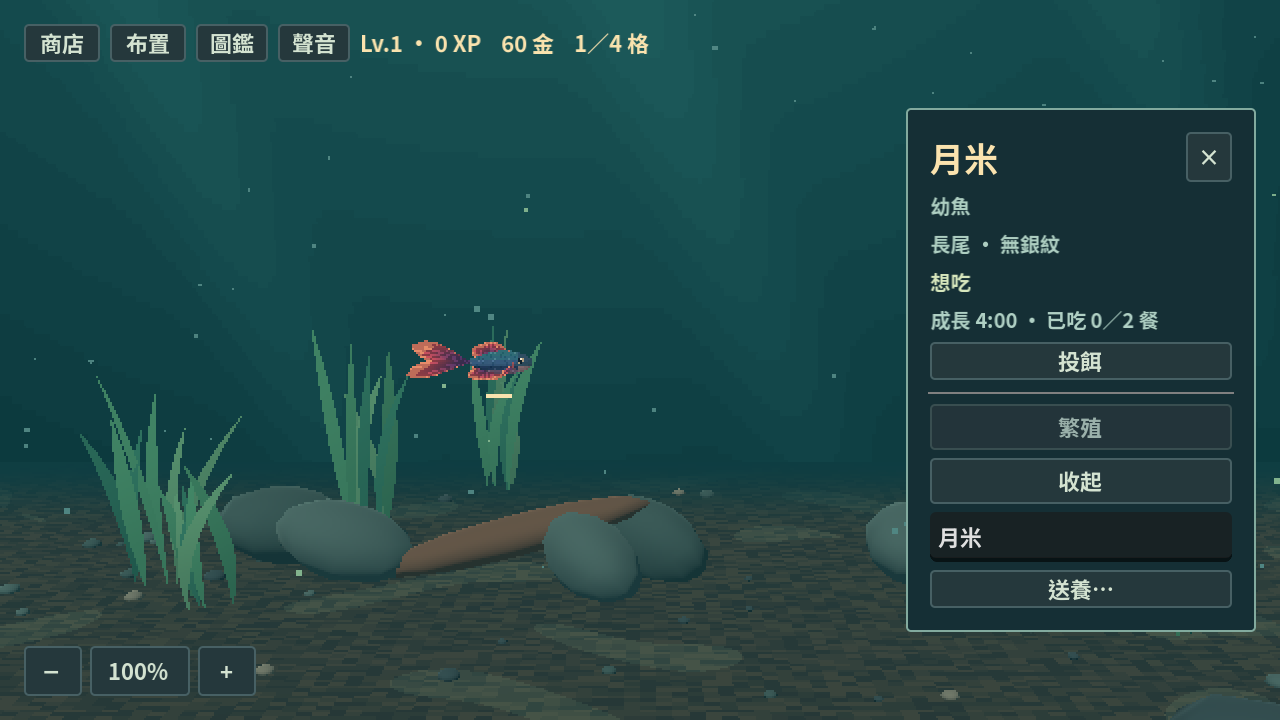 商店 布置 圖鑑 聲音 Lv.1・0 XP 60 金 1／4 格
月米 ×
幼魚
長尾・無銀紋
想吃
成長 4:00・已吃 0／2 餐
投餌
繁殖
收起
月米
送養…
− 100% +